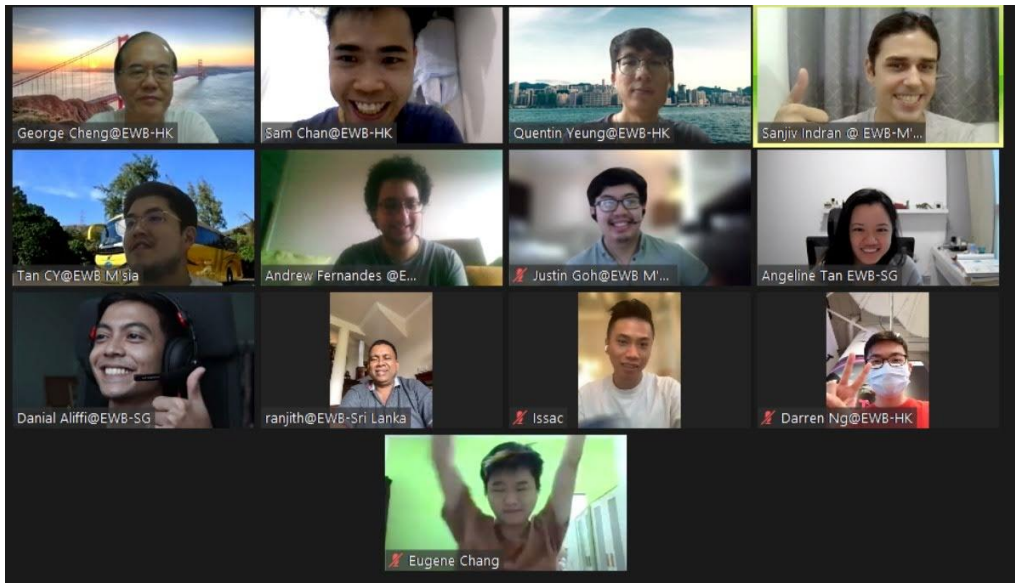 George Cheng@EWB-HK
Sam Chan@EWB-HK
Quentin Yeung@EWB-HK
Sanjiv Indran @ EWB-M'...
Tan CY@EWB M'sia
Andrew Fernandes @E...
Justin Goh@EWB M'...
Angeline Tan EWB-SG
Danial Aliffi@EWB-SG
ranjith@EWB-Sri Lanka
Issac
Darren Ng@EWB-HK
Eugene Chang